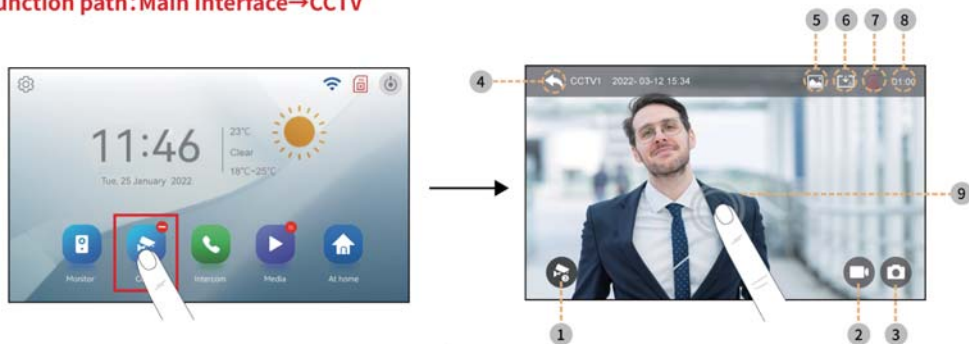 unction path:Main Interface→CCTV
5 6 7 8
4
CCTV1 2022- 03-12 15:34
01:00
11:46
23°C
Clear
18°C~25°C
Tue, 25 January 2022
9
Monitor
Intercom
Media
At home
1 2 3